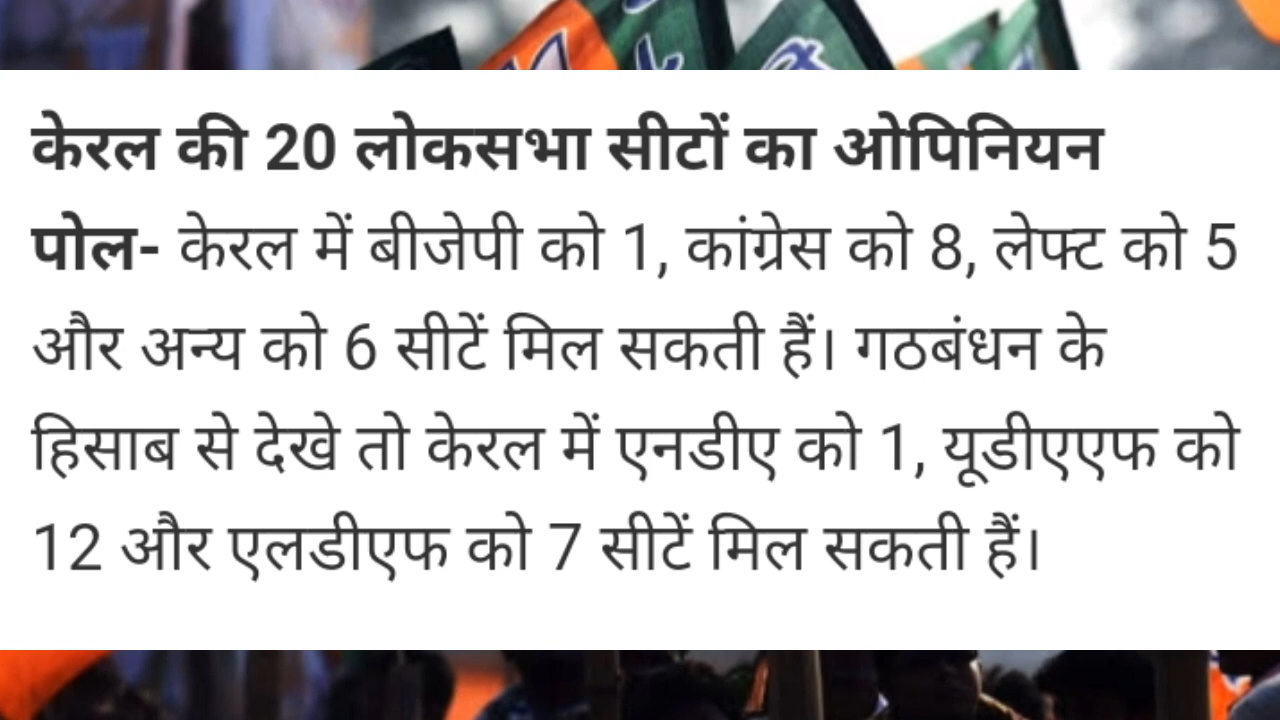 केरल की 20 लोकसभा सीटों का ओपिनियन
पोल- केरल में बीजेपी को 1, कांग्रेस को 8, लेफ्ट को 5
और अन्य को 6 सीटें मिल सकती हैं। गठबंधन के
हिसाब से देखे तो केरल में एनडीए को 1, यूडीएएफ को
12 और एलडीएफ को 7 सीटें मिल सकती हैं।